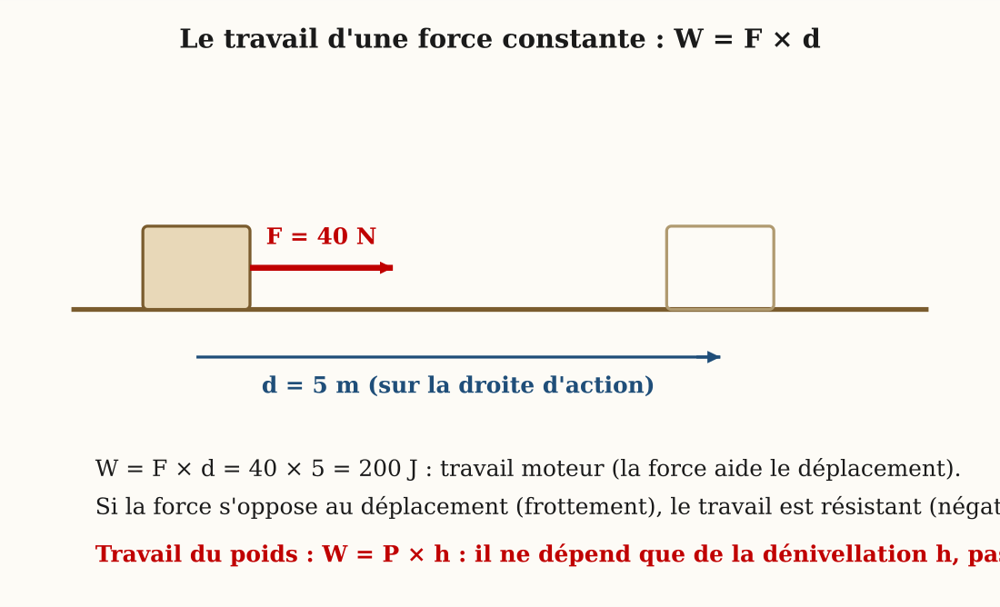 Le travail d'une force constante : W = F × d
F = 40 N
d = 5 m (sur la droite d'action)
W = F × d = 40 × 5 = 200 J : travail moteur (la force aide le déplacement).
Si la force s'oppose au déplacement (frottement), le travail est résistant (négat
Travail du poids : W = P × h : il ne dépend que de la dénivellation h, pas